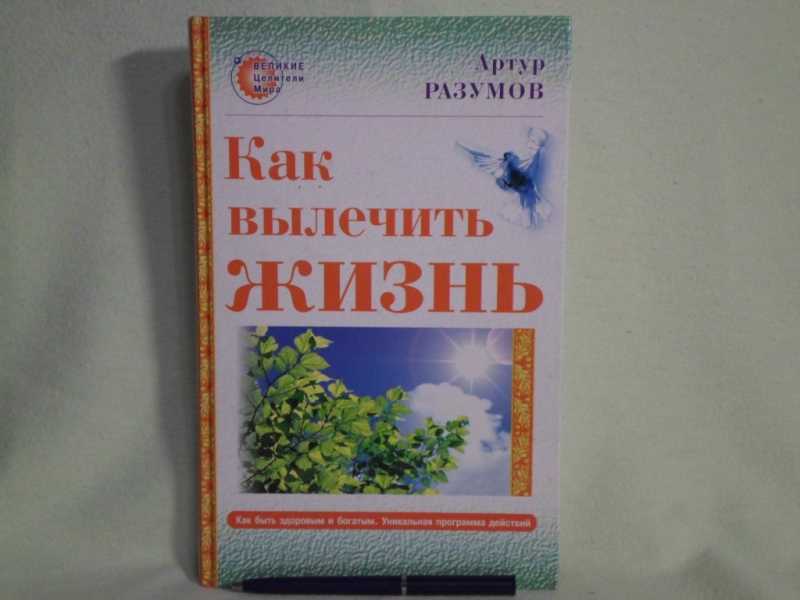 ВЕЛИКИЕ
Целители
Мира
Артур
РАЗУМОВ
Как
вылечить
ЖИЗНЬ
Как быть здоровым и богатым. Уникальная программа действий